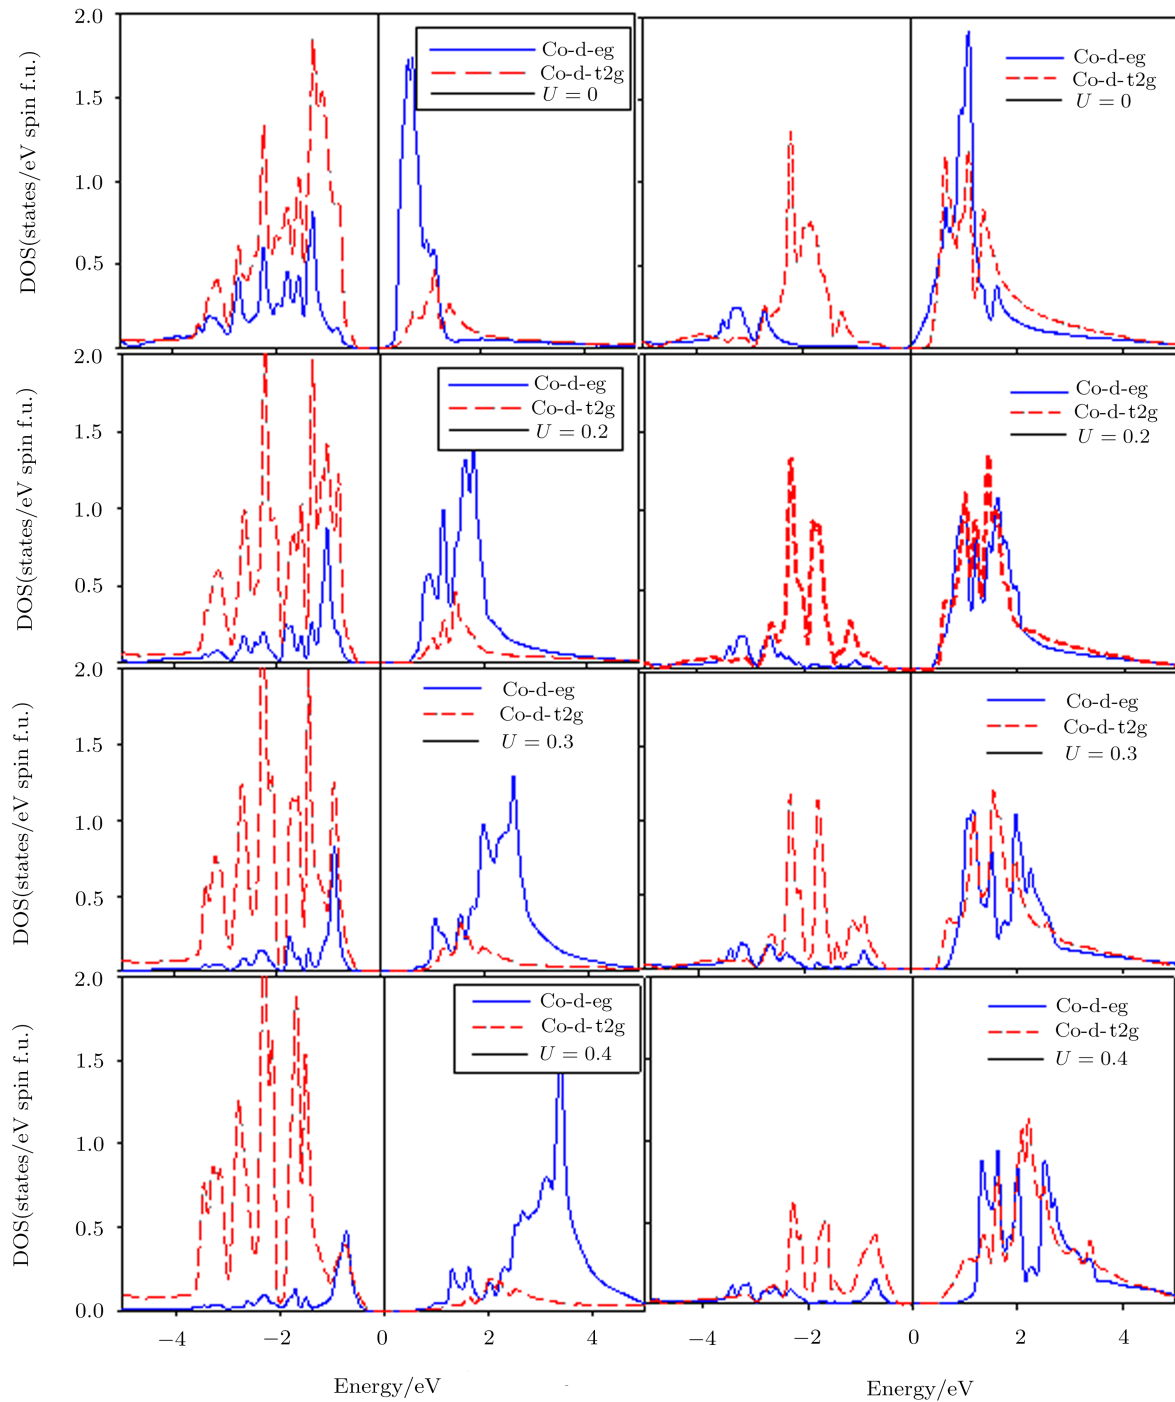 2.0
1.5
1.0
0.5
DOS(states/eV spin f.u.)
Co-d-eg
Co-d-t2g
U = 0
Co-d-eg
Co-d-t2g
U = 0
2.0
1.5
1.0
0.5
DOS(states/eV spin f.u.)
Co-d-eg
Co-d-t2g
U = 0.2
Co-d-eg
Co-d-t2g
U = 0.2
2.0
1.5
1.0
0.5
DOS(states/eV spin f.u.)
Co-d-eg
Co-d-t2g
U = 0.3
Co-d-eg
Co-d-t2g
U = 0.3
2.0
1.5
1.0
0.5
0.0
DOS(states/eV spin f.u.)
Co-d-eg
Co-d-t2g
U = 0.4
Co-d-eg
Co-d-t2g
U = 0.4
−4 −2 0 2 4
−4 −2 0 2 4
Energy/eV
Energy/eV